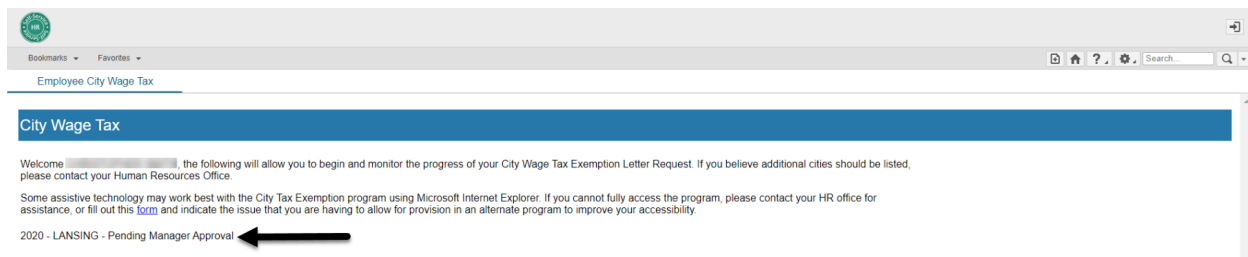 Self-Service
HR
Bookmarks Favorites
Search...
Employee City Wage Tax
City Wage Tax
Welcome , the following will allow you to begin and monitor the progress of your City Wage Tax Exemption Letter Request. If you believe additional cities should be listed,
please contact your Human Resources Office.
Some assistive technology may work best with the City Tax Exemption program using Microsoft Internet Explorer. If you cannot fully access the program, please contact your HR office for
assistance, or fill out this form and indicate the issue that you are having to allow for provision in an alternate program to improve your accessibility.
2020 - LANSING - Pending Manager Approval